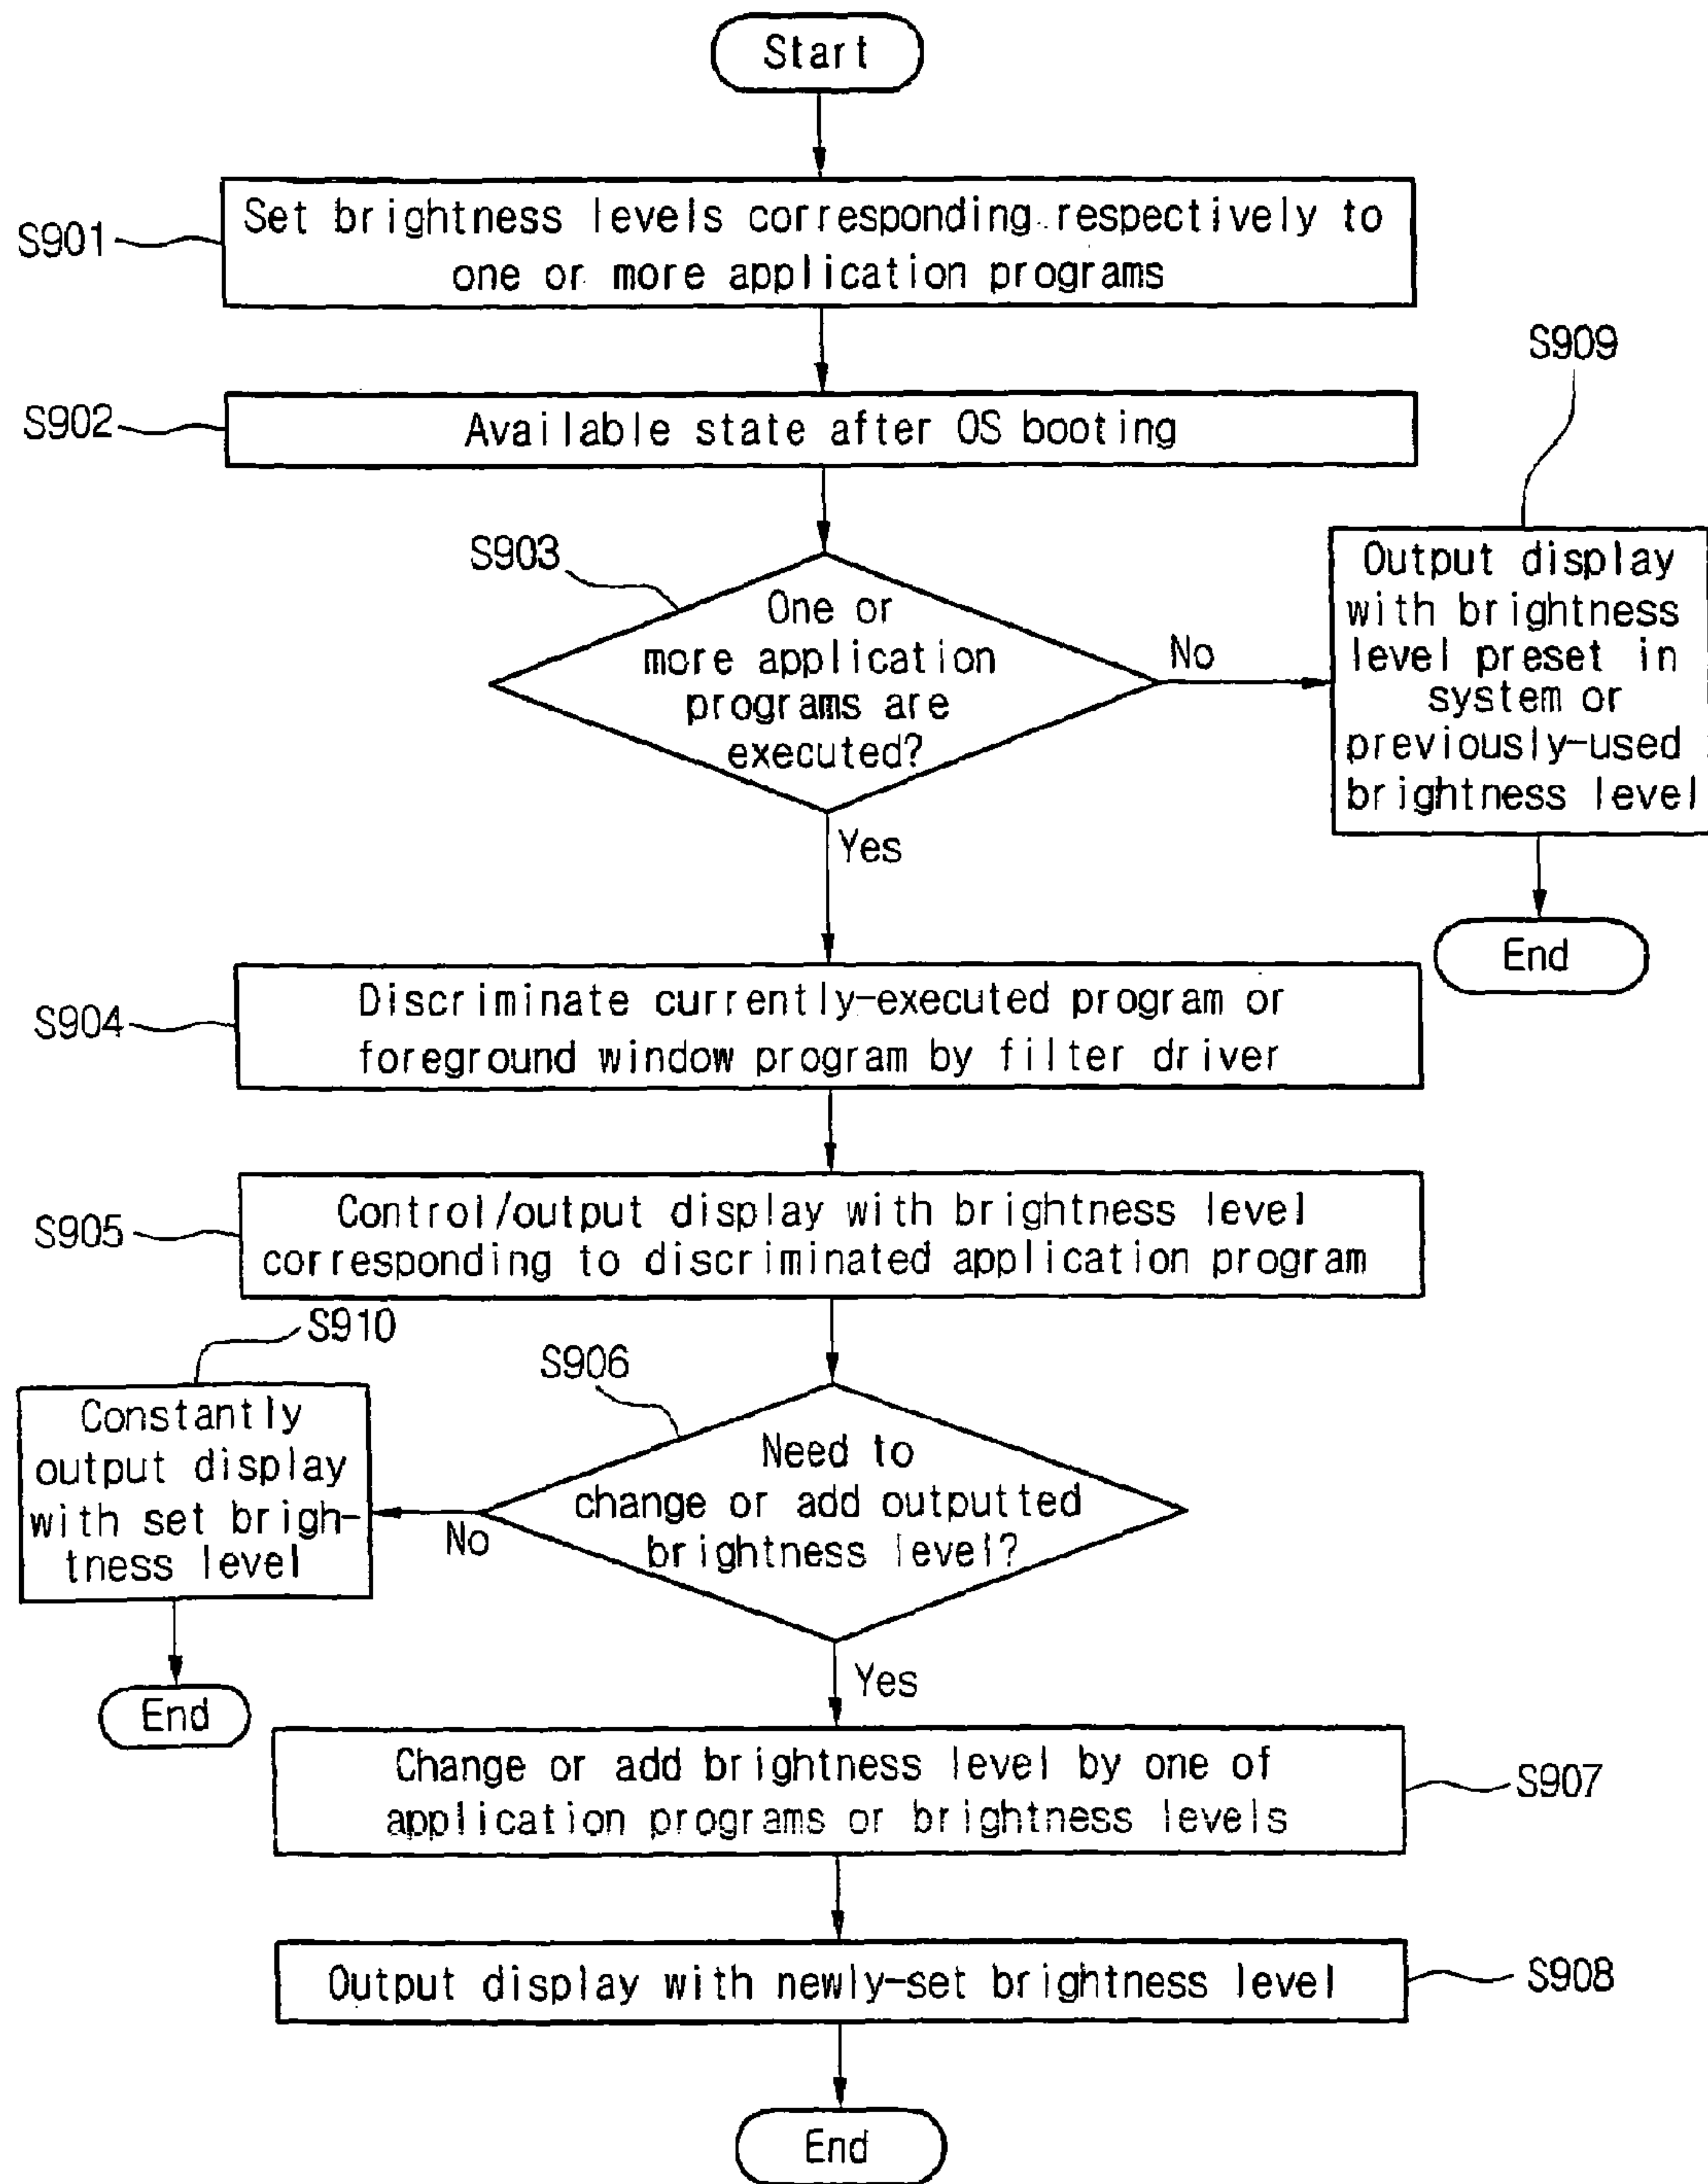 Start
S901
Set brightness levels corresponding respectively to
one or more application programs
S902
Available state after OS booting
S903
One or
more application
programs are
executed?
No
S909
Output display
with brightness
level preset in
system or
previously-used
brightness level
End
Yes
S904
Discriminate currently-executed program or
foreground window program by filter driver
S905
Control/output display with brightness level
corresponding to discriminated application program
S906
Need to
change or add outputted
brightness level?
No
S910
Constantly
output display
with set brigh-
tness level
End
Yes
Change or add brightness level by one of
application programs or brightness levels
S907
Output display with newly-set brightness level
S908
End